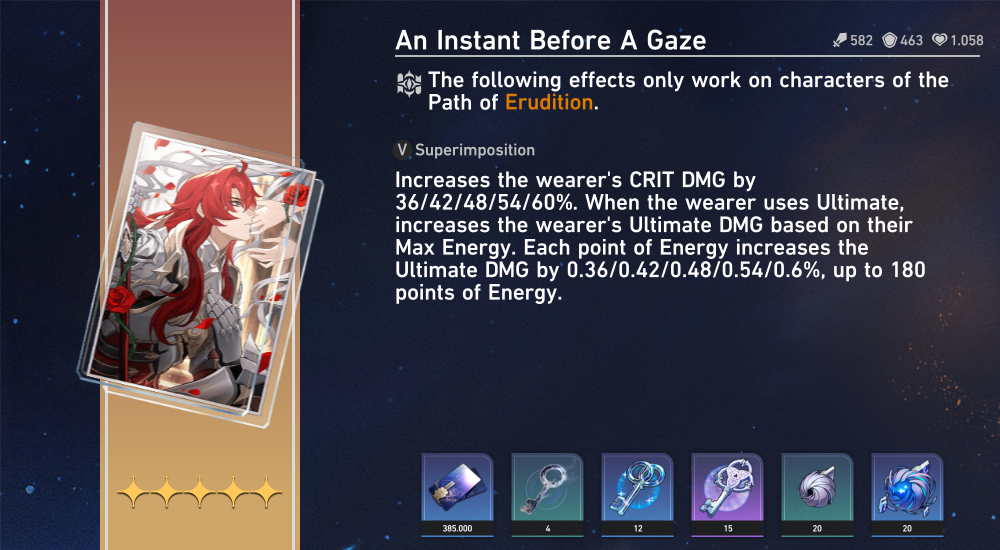 An Instant Before A Gaze
582 463 1.058
The following effects only work on characters of the
Path of Erudition.
V Superimposition
Increases the wearer's CRIT DMG by
36/42/48/54/60%. When the wearer uses Ultimate,
increases the wearer's Ultimate DMG based on their
Max Energy. Each point of Energy increases the
Ultimate DMG by 0.36/0.42/0.48/0.54/0.6%, up to 180
points of Energy.
385.000 4 12 15 20 20